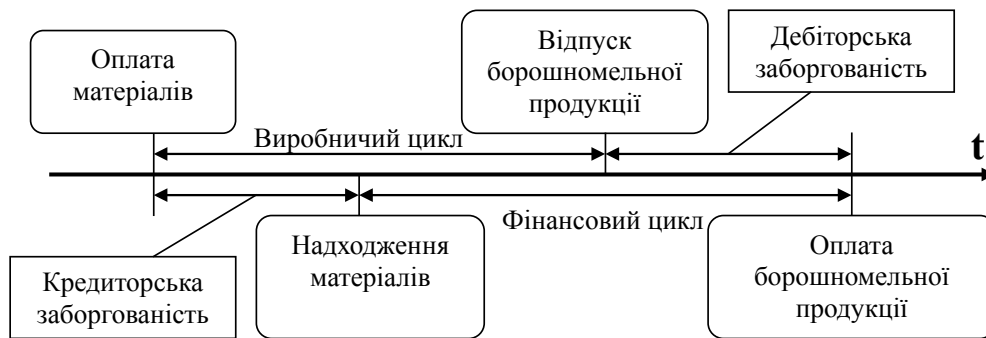 Оплата
матеріалів
Відпуск
борошномельної
продукції
Дебіторська
заборгованість
Виробничий цикл
t
Фінансовий цикл
Кредиторська
заборгованість
Надходження
матеріалів
Оплата
борошномельної
продукції